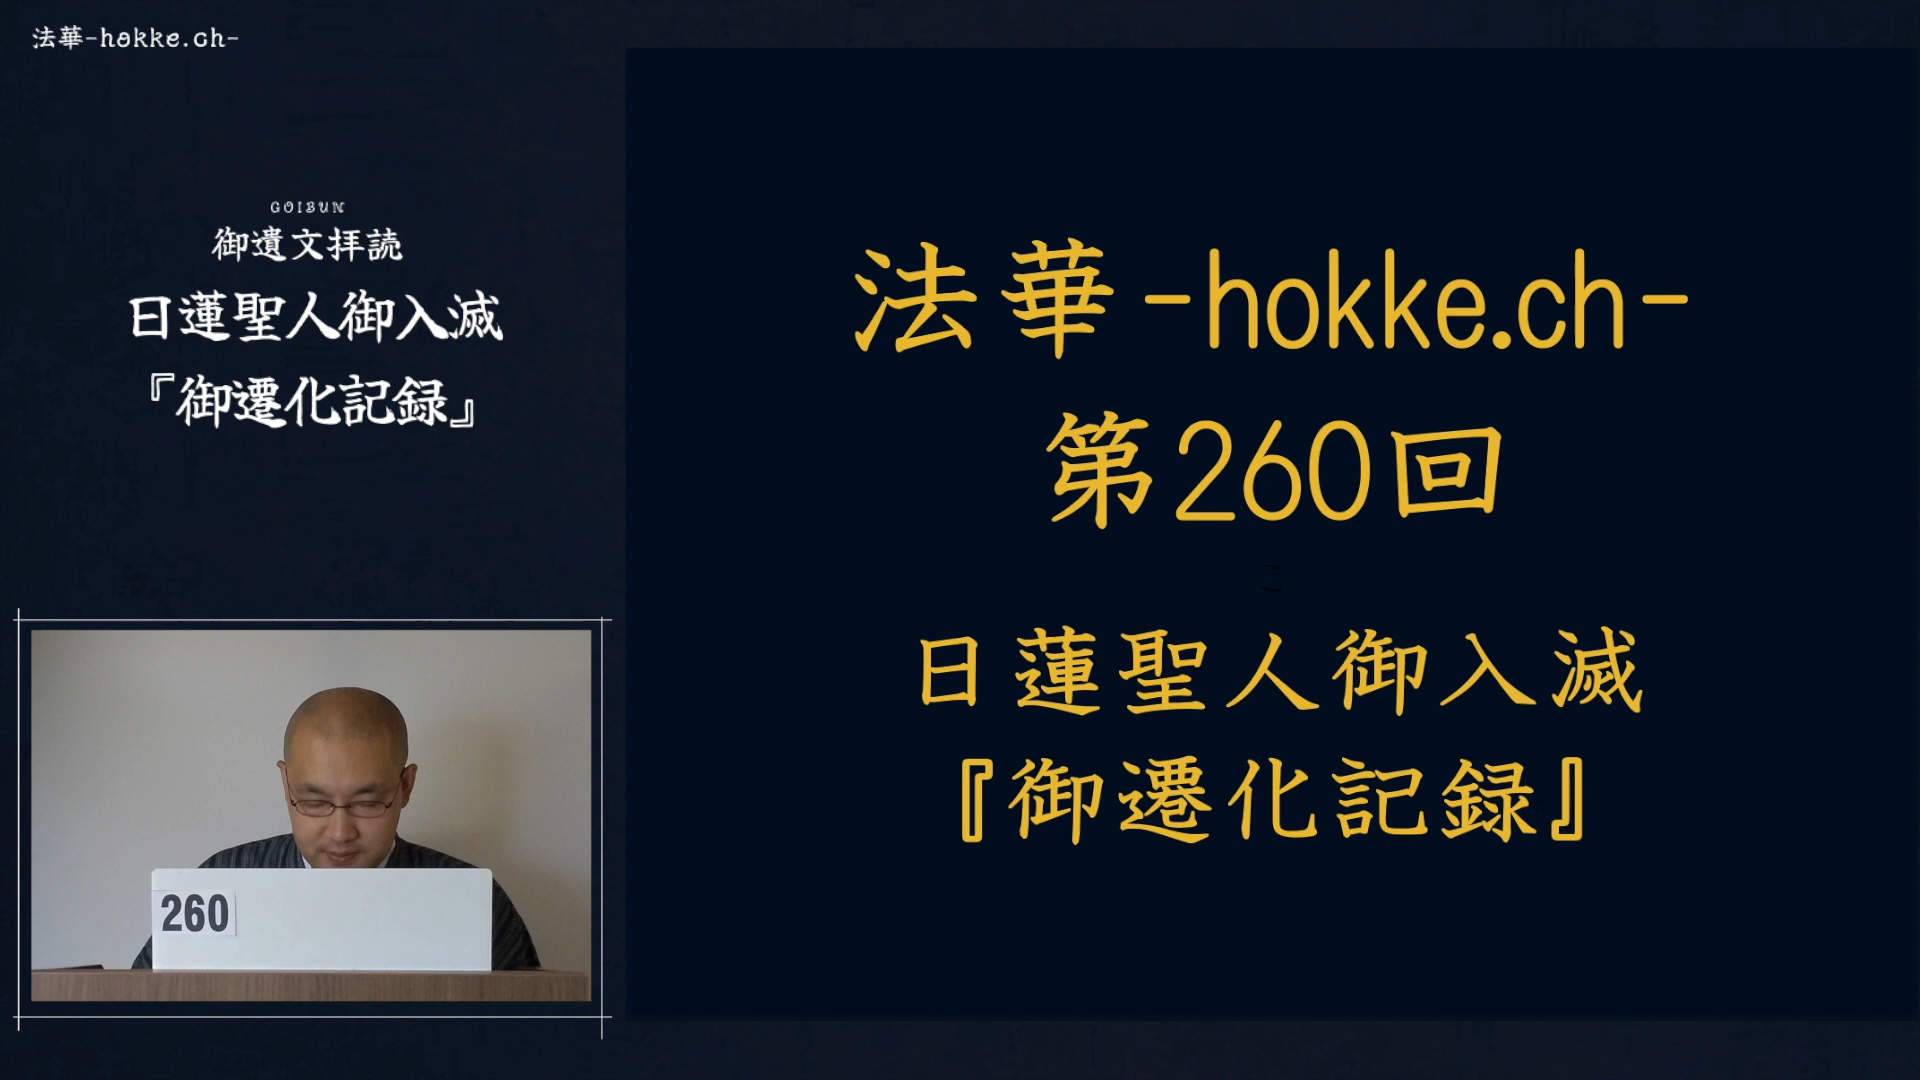 法華-hokke.ch-
GOIBUN
御遺文拝読
日蓮聖人御入滅
『御遷化記録』
260
法華-hokke.ch-
第260回
こ
日蓮聖人御入滅
『御遷化記録』